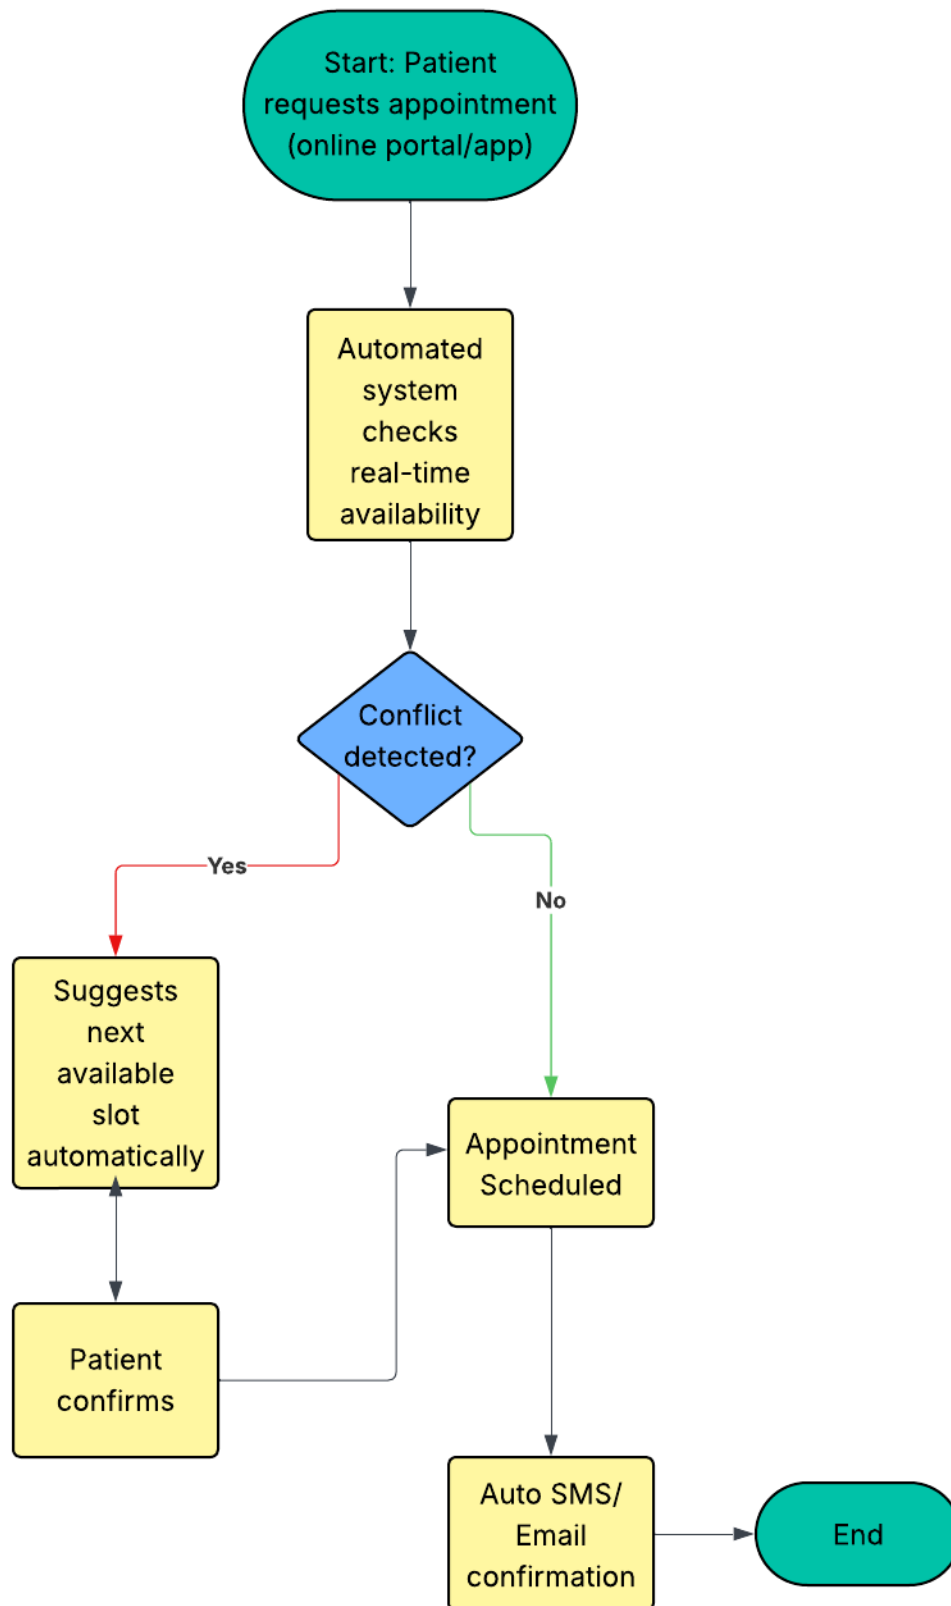 Start: Patient
requests appointment
(online portal/app)
Automated
system
checks
real-time
availability
Conflict
detected?
Yes
No
Suggests
next
available
slot
automatically
Appointment
Scheduled
Patient
confirms
Auto SMS/
Email
confirmation
End